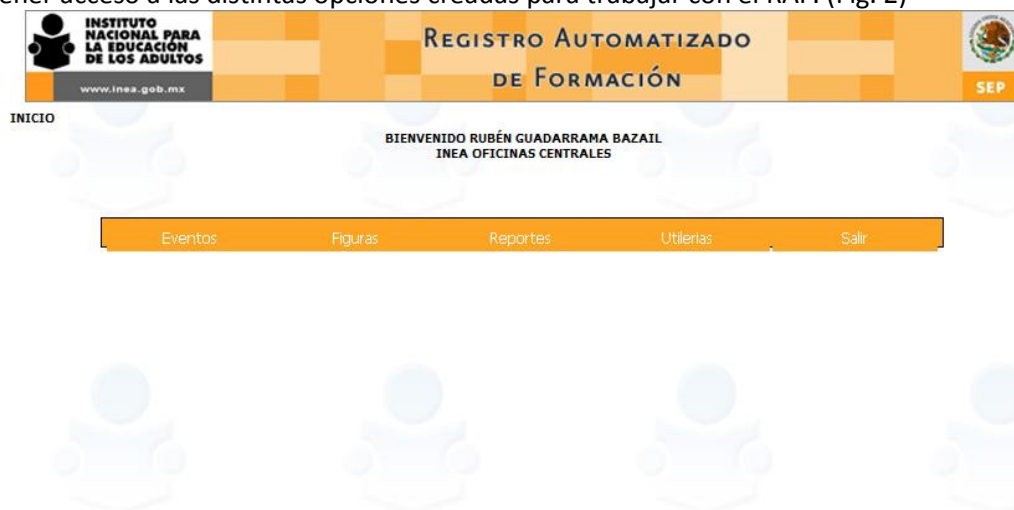 ener acceso a las distintas opciones creadas para trabajar con el RAF. (Fig. 2)
INSTITUTO
NACIONAL PARA
LA EDUCACIÓN
DE LOS ADULTOS
www.inea.gob.mx
REGISTRO AUTOMATIZADO
DE FORMACIÓN
SEP
INICIO
BIENVENIDO RUBÉN GUADARRAMA BAZAIL
INEA OFICINAS CENTRALES
Eventos Figuras Reportes Utilerias Salir